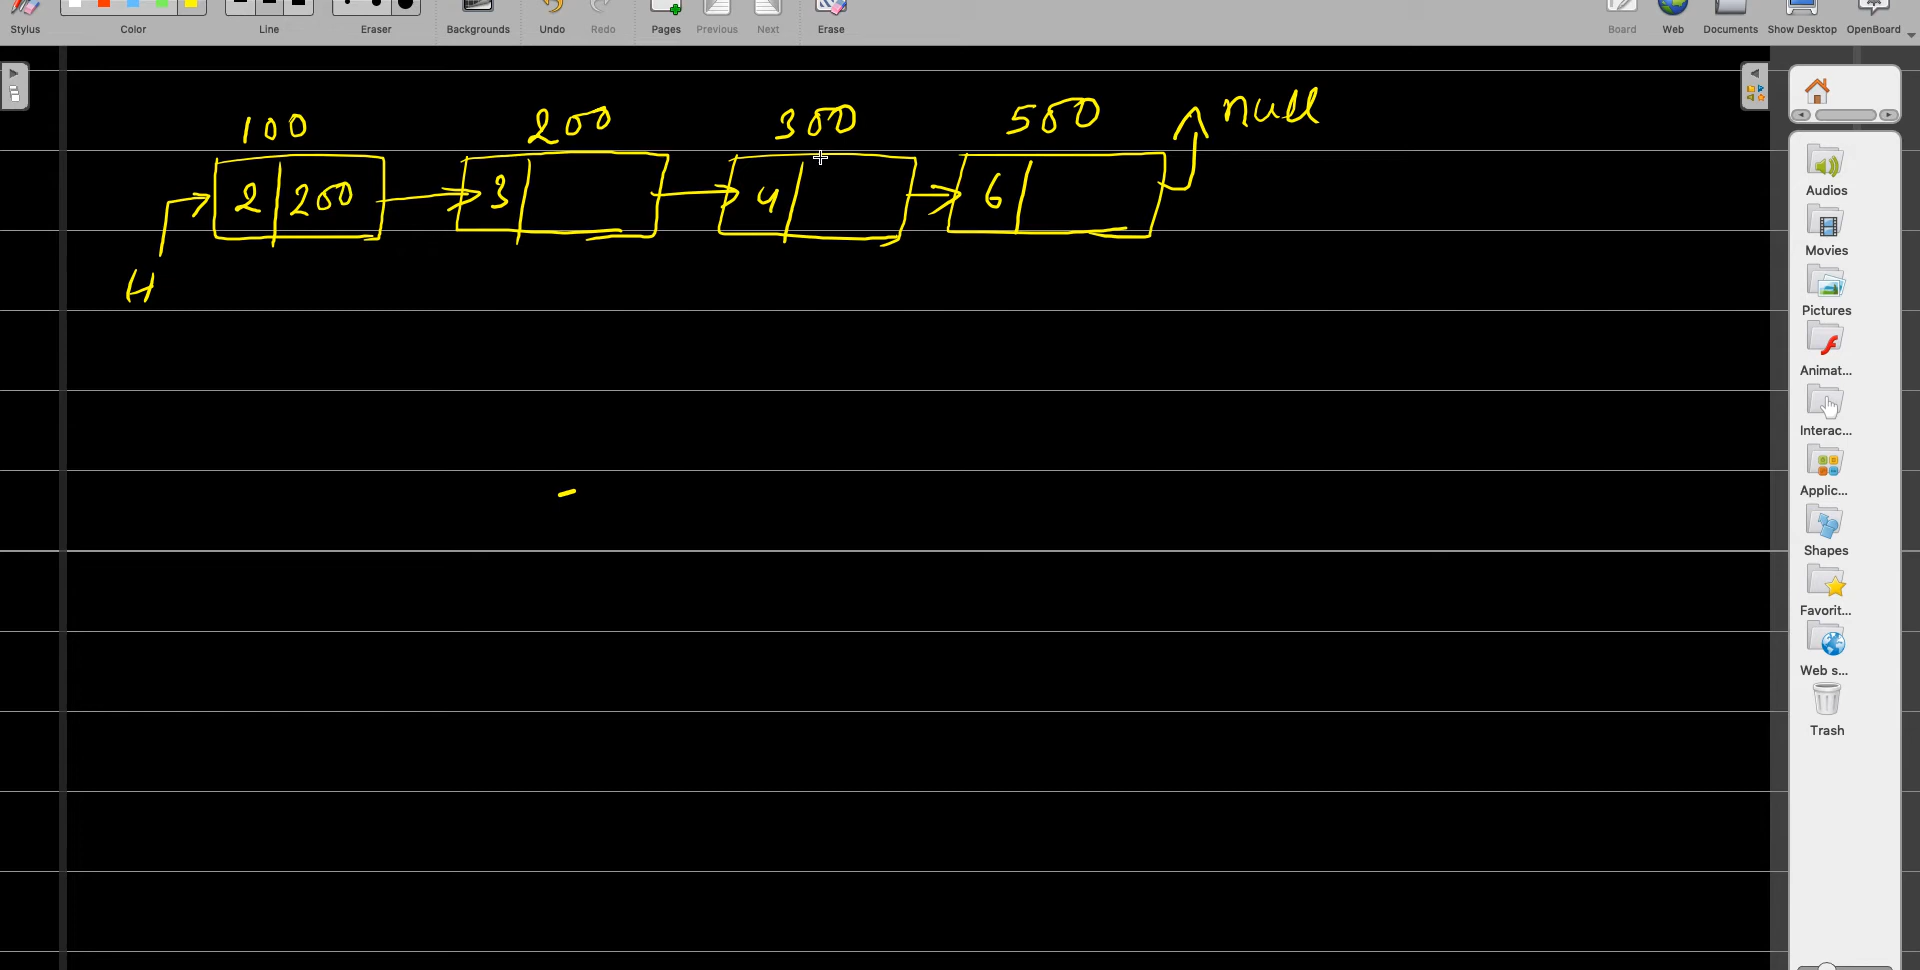 Stylus Color Line Eraser Backgrounds Undo Redo Pages Previous Next Erase Board Web Documents Show Desktop OpenBoard
100 200 300 500 null
2 200 3 4 6
H
Audios
Movies
Pictures
Animat...
Interac...
Applic...
Shapes
Favorit...
Web s...
Trash